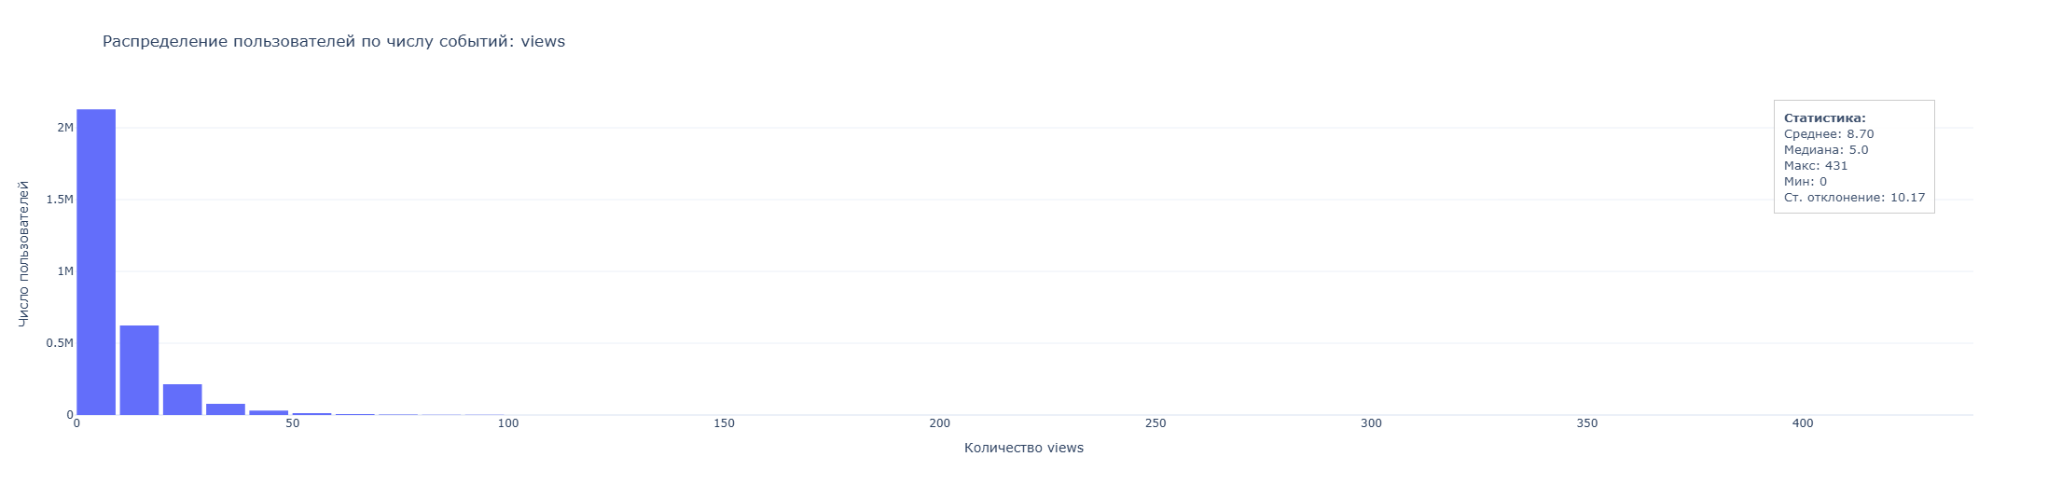 Распределение пользователей по числу событий: views
Статистика:
Среднее: 8.70
Медиана: 5.0
Макс: 431
Мин: 0
Ст. отклонение: 10.17
Число пользователей
2M
1.5M
1M
0.5M
0
0 50 100 150 200 250 300 350 400
Количество views